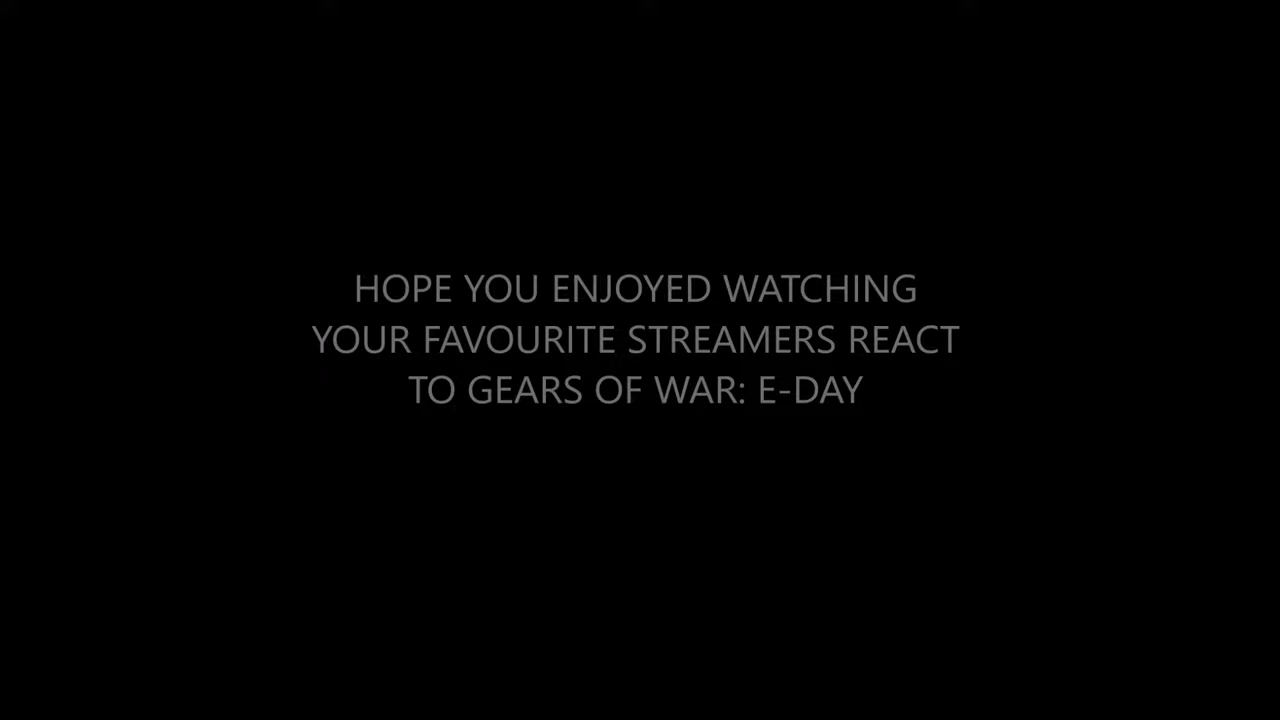 HOPE YOU ENJOYED WATCHING
YOUR FAVOURITE STREAMERS REACT
TO GEARS OF WAR: E-DAY